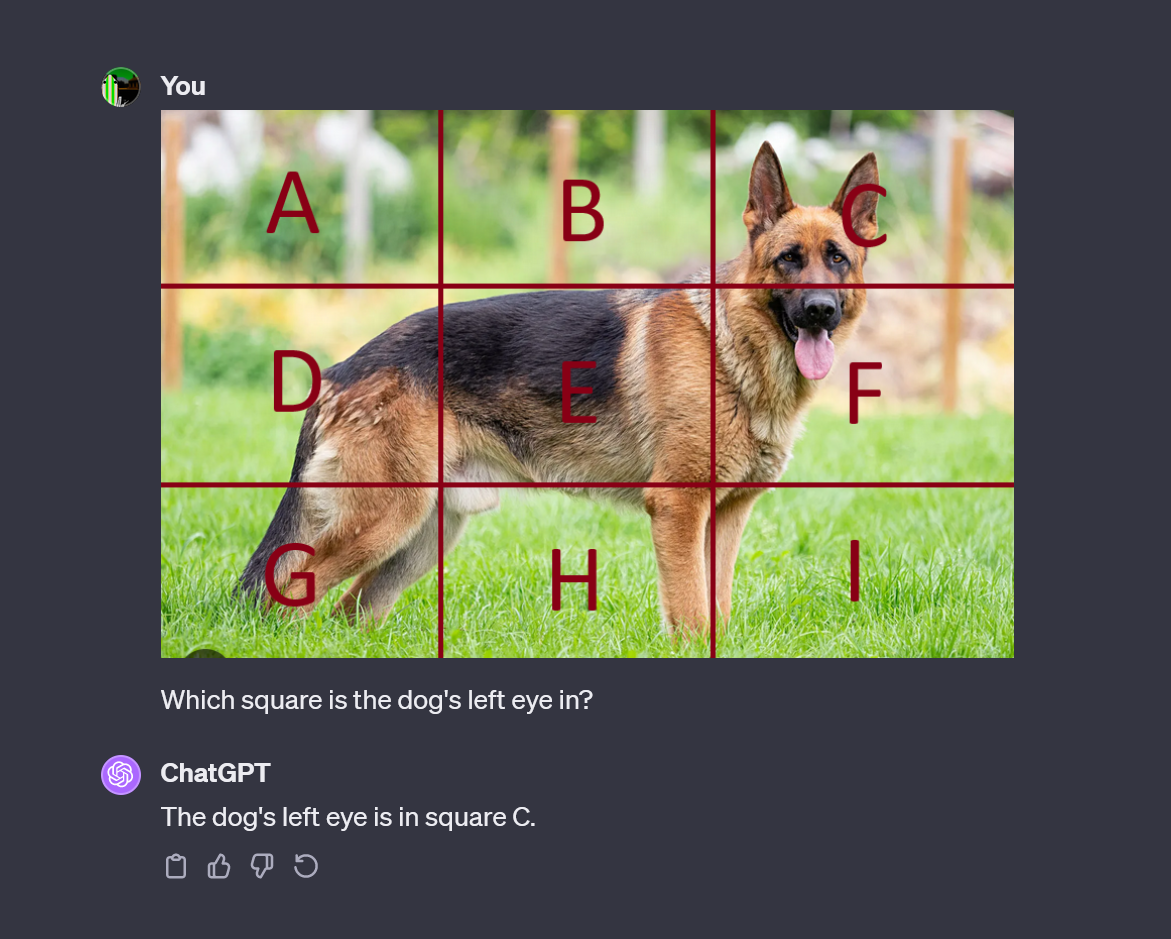 You
A
B
C
D
E
F
G
H
I
Which square is the dog's left eye in?
ChatGPT
The dog's left eye is in square C.